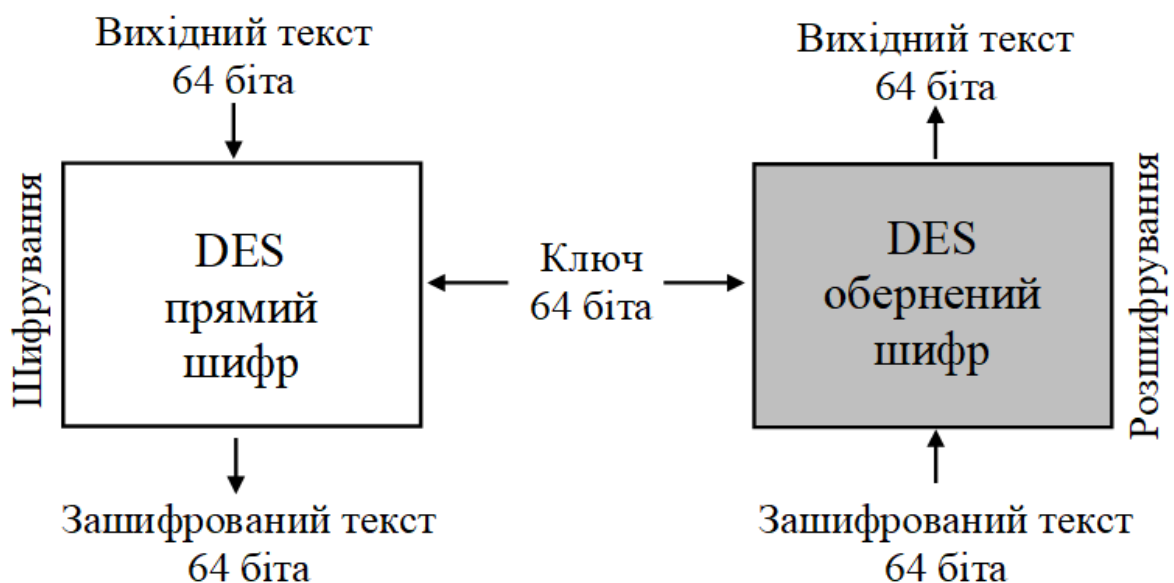 Вихідний текст
64 біта
Шифрування
DES
прямий
шифр
Зашифрований текст
64 біта
Ключ
64 біта
Вихідний текст
64 біта
DES
обернений
шифр
Розшифрування
Зашифрований текст
64 біта